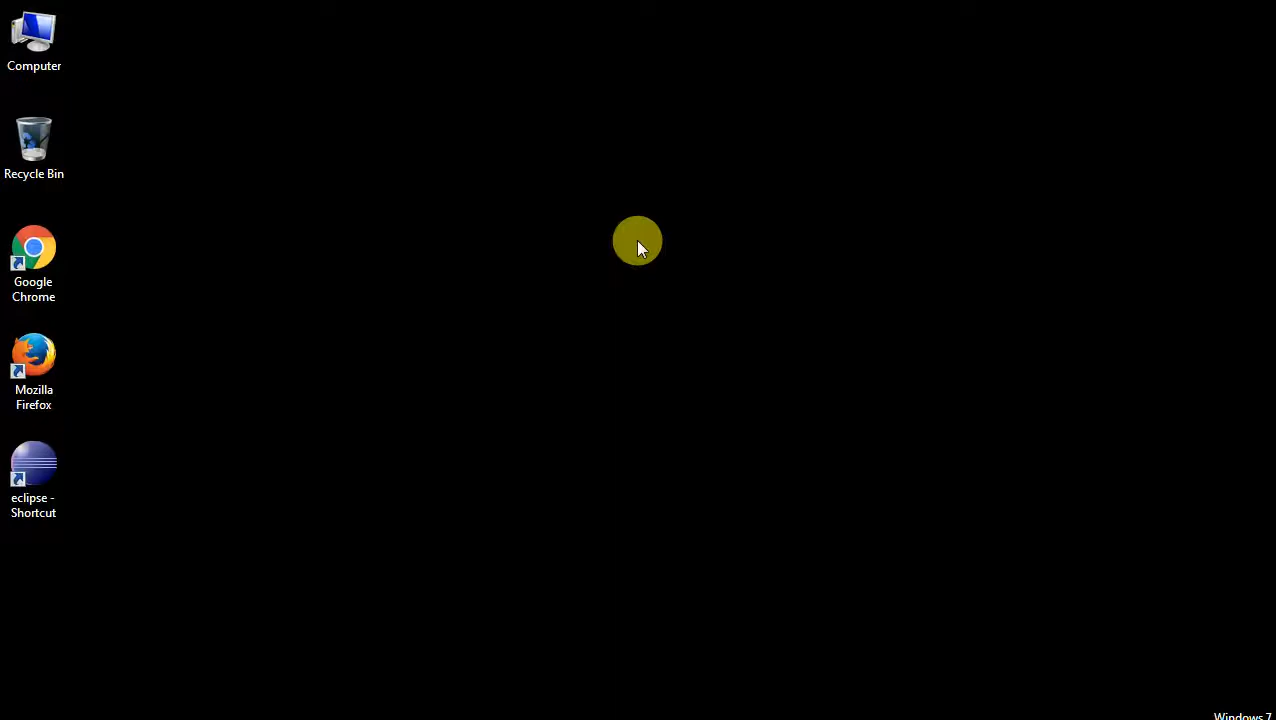 Computer
Recycle Bin
Google
Chrome
Mozilla
Firefox
eclipse -
Shortcut
Windows 7